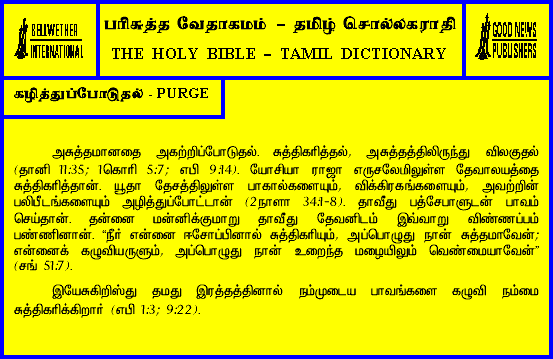 BELLWETHER
INTERNATIONAL
பரிசுத்த வேதாகமம் – தமிழ் சொல்லகராதி
THE HOLY BIBLE – TAMIL DICTIONARY
GOOD NEWS
PUBLISHERS
கழித்துப்போடுதல் - PURGE
அசுத்தமானதை அகற்றிப்போடுதல். சுத்திகரித்தல், அசுத்தத்திலிருந்து விலகுதல்
(தானி 11:35; 1கொரி 5:7; எபி 9:14). யோசியா ராஜா எருசலேமிலுள்ள தேவாலயத்தை
சுத்திகரித்தான். யூதா தேசத்திலுள்ள பாகால்களையும், விக்கிரகங்களையும், அவற்றின்
பலிபீடங்களையும் அழித்துப்போட்டான் (2நாளா 34:1-8). தாவீது பத்சேபாளுடன் பாவம்
செய்தான். தன்னை மன்னிக்குமாறு தாவீது தேவனிடம் இவ்வாறு விண்ணப்பம்
பண்ணினான். “நீர் என்னை ஈசோப்பினால் சுத்திகரியும், அப்பொழுது நான் சுத்தமாவேன்;
என்னைக் கழுவியருளும், அப்பொழுது நான் உறைந்த மழையிலும் வெண்மையாவேன்”
(சங் 51:7).
இயேசுகிறிஸ்து தமது இரத்தத்தினால் நம்முடைய பாவங்களை கழுவி நம்மை
சுத்திகரிக்கிறார் (எபி 1:3; 9:22).